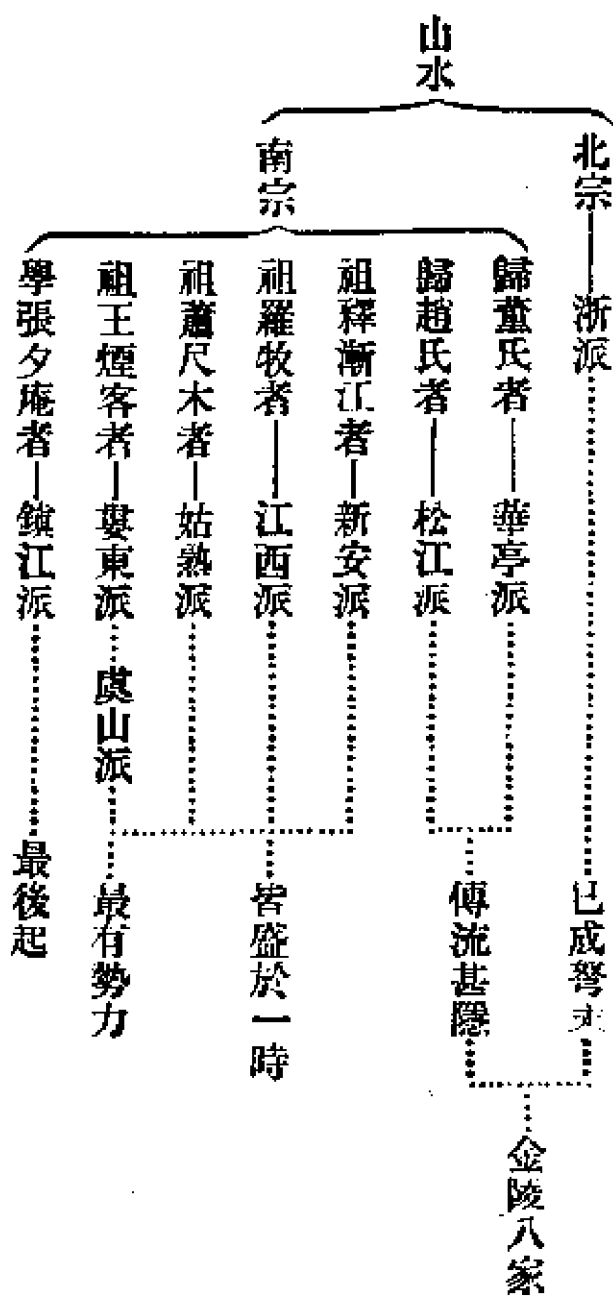 山水
北宗——浙派……已成弩末
南宗
歸董氏者——華亭派
歸趙氏者——松江派
傳流甚隱
金陵八家
祖釋漸江者——新安派
祖羅牧者——江西派
祖蕭尺木者——姑熟派
祖王煙客者——婁東派……虞山派
皆盛於一時
最有勢力
學張夕庵者——鎮江派……最後起